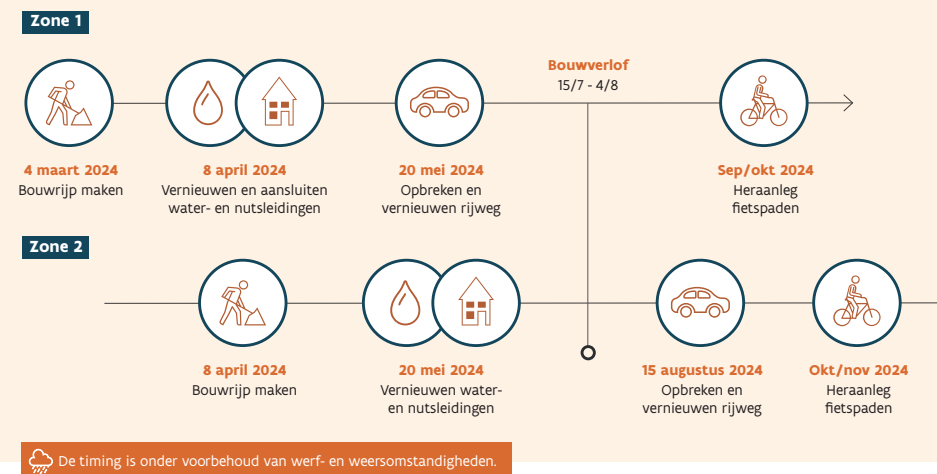 Zone 1
Bouwverlof
15/7 - 4/8
4 maart 2024
Bouwrijp maken
8 april 2024
Vernieuwen en aansluiten
water- en nutsleidingen
20 mei 2024
Opbreken en
vernieuwen rijweg
Sep/okt 2024
Heraanleg
fietspaden
Zone 2
8 april 2024
Bouwrijp maken
20 mei 2024
Vernieuwen water-
en nutsleidingen
15 augustus 2024
Opbreken en
vernieuwen rijweg
Okt/nov 2024
Heraanleg
fietspaden
De timing is onder voorbehoud van werf- en weersomstandigheden.